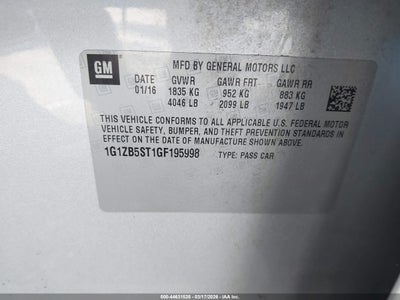 GM
MFD BY GENERAL MOTORS LLC
DATE GVWR GAWR FRT GAWR RR
01/16 1835 KG 952 KG 883 KG
4046 LB 2099 LB 1947 LB
THIS VEHICLE CONFORMS TO ALL APPLICABLE U.S. FEDERAL MOTOR
VEHICLE SAFETY, BUMPER, AND THEFT PREVENTION STANDARDS IN
EFFECT ON THE DATE OF MANUFACTURE SHOWN ABOVE.
1G1ZB5ST1GF195998 TYPE: PASS CAR